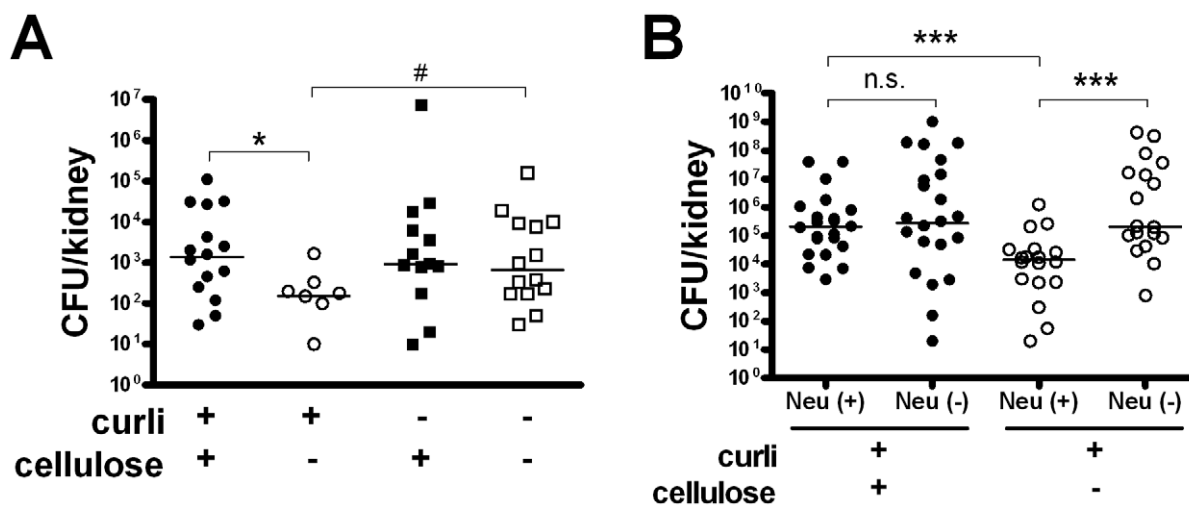 A
CFU/kidney
10^7
10^6
10^5
10^4
10^3
10^2
10^1
10^0
*
#
curli + + - -
cellulose + - + -
B
CFU/kidney
10^10
10^9
10^8
10^7
10^6
10^5
10^4
10^3
10^2
10^1
10^0
***
n.s.
***
Neu (+) Neu (-) Neu (+) Neu (-)
curli + +
cellulose + -